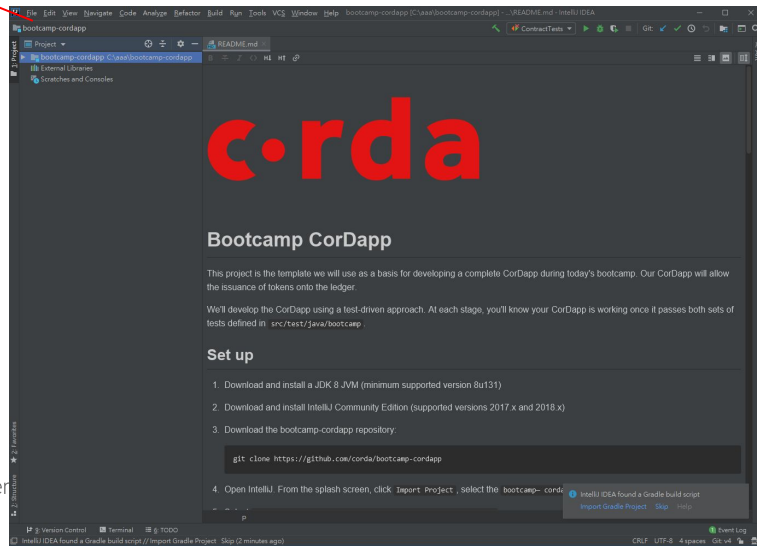 File Edit View Navigate Code Analyze Refactor Build Run Tools VCS Window Help bootcamp-cordapp [C:\aaa\bootcamp-cordapp] - ...\README.md - IntelliJ IDEA
bootcamp-cordapp
ContractTests
Git:
1: Project
Project
README.md
bootcamp-cordapp C:\aaa\bootcamp-cordapp
External Libraries
Scratches and Consoles
c•rda
Bootcamp CorDapp
This project is the template we will use as a basis for developing a complete CorDapp during today's bootcamp. Our CorDapp will allow
the issuance of tokens onto the ledger.
We'll develop the CorDapp using a test-driven approach. At each stage, you'll know your CorDapp is working once it passes both sets of
tests defined in src/test/java/bootcamp .
Set up
1. Download and install a JDK 8 JVM (minimum supported version 8u131)
2. Download and install IntelliJ Community Edition (supported versions 2017.x and 2018.x)
3. Download the bootcamp-cordapp repository:
git clone https://github.com/corda/bootcamp-cordapp
4. Open IntelliJ. From the splash screen, click Import Project , select the bootcamp— corda
IntelliJ IDEA found a Gradle build script
Import Gradle Project Skip Help
p
2: Favorites
2: Structure
er
9: Version Control Terminal 6: TODO
Event Log
IntelliJ IDEA found a Gradle build script // Import Gradle Project Skip (2 minutes ago)
CRLF UTF-8 4 spaces Git: v4